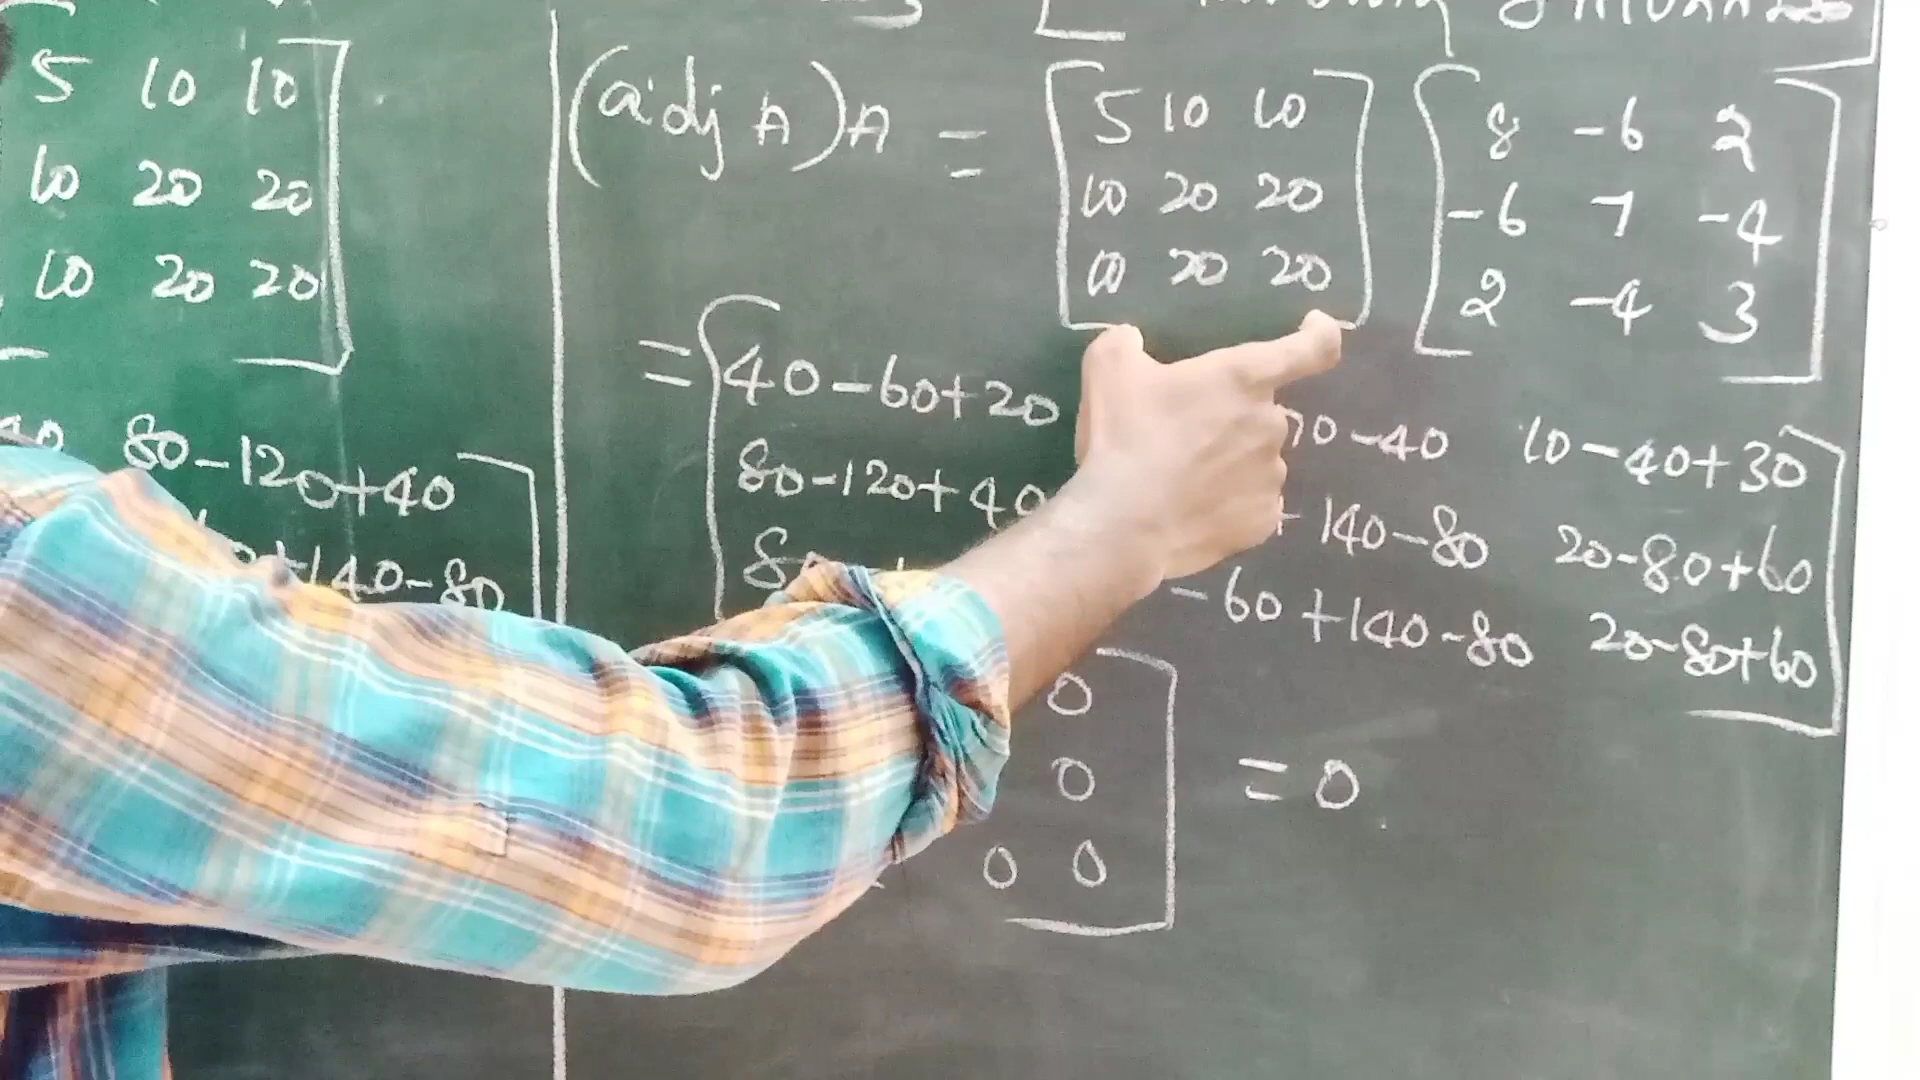 5 10 10
10 20 20
10 20 20
80-120+40
+140-80
(adj A)A = [5 10 10] [8 -6 2]
10 20 20 -6 7 -4
10 20 20 2 -4 3
= [40-60+20 70-40 10-40+30]
80-120+40 +140-80 20-80+60
80 -60+140-80 20-80+60
0
0 = 0
0 0